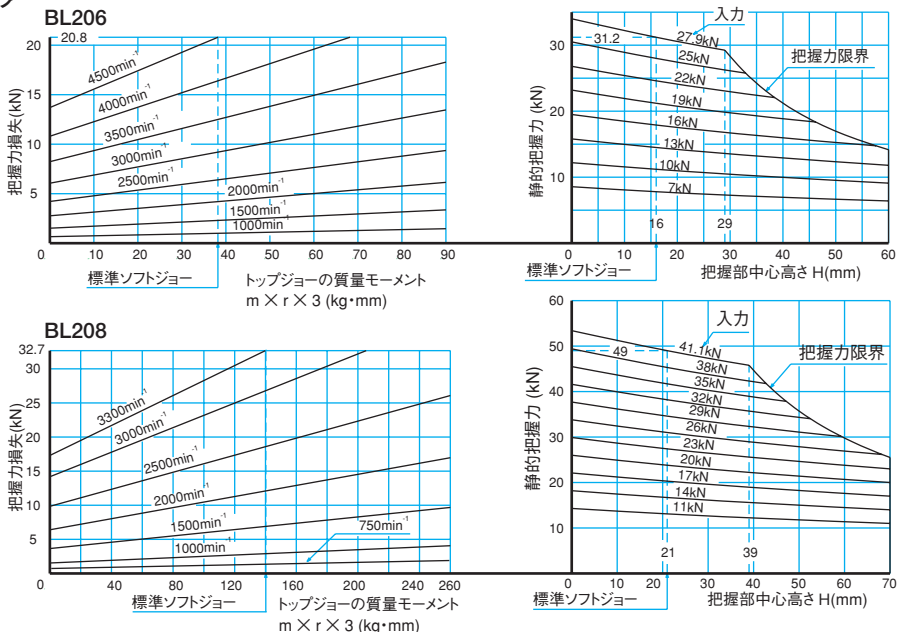 BL206
把握力損失(kN)
20.8
20
15
10
5
0
4500min⁻¹
4000min⁻¹
3500min⁻¹
3000min⁻¹
2500min⁻¹
2000min⁻¹
1500min⁻¹
1000min⁻¹
0 10 20 30 40 50 60 70 80 90
標準ソフトジョー
トップジョーの質量モーメント
m×r×3 (kg・mm)
静的把握力 (kN)
30
20
10
31.2
入力
27.9kN
把握力限界
25kN
22kN
19kN
16kN
13kN
10kN
7kN
16
29
0 10 20 30 40 50 60
標準ソフトジョー
把握部中心高さ H(mm)
BL208
把握力損失(kN)
32.7
30
25
20
15
10
5
0
3300min⁻¹
3000min⁻¹
2500min⁻¹
2000min⁻¹
1500min⁻¹
750min⁻¹
1000min⁻¹
40 80 120 160 200 240 260
標準ソフトジョー
トップジョーの質量モーメント
m×r×3 (kg・mm)
静的把握力 (kN)
60
50
40
30
20
10
49
入力
41.1kN
把握力限界
38kN
35kN
32kN
29kN
26kN
23kN
20kN
17kN
14kN
11kN
21
39
0 10 20 30 40 50 60 70
標準ソフトジョー
把握部中心高さ H(mm)